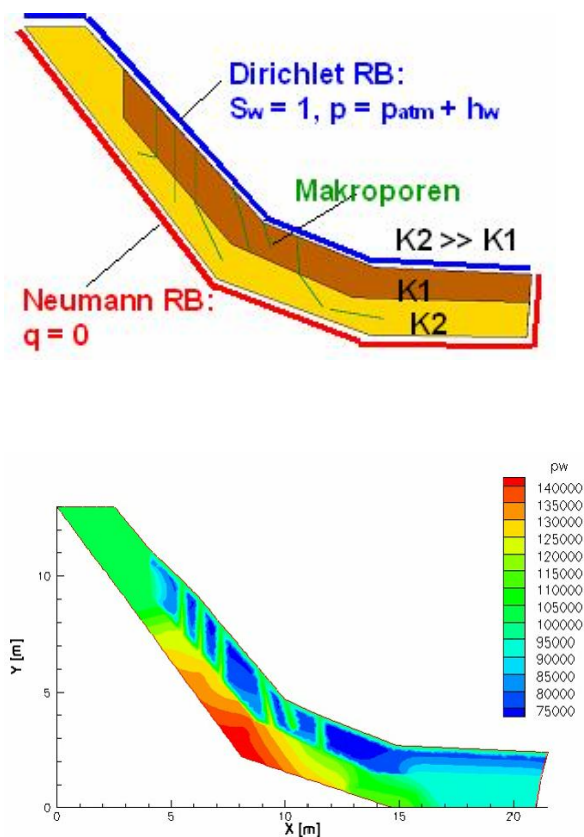 Dirichlet RB:
Sw = 1, p = patm + hw
Makroporen
K2 >> K1
K1
K2
Neumann RB:
q = 0
pw
140000
135000
130000
125000
120000
115000
110000
105000
100000
95000
90000
85000
80000
75000
Y [m]
10
5
0
0
5
10
15
20
X [m]